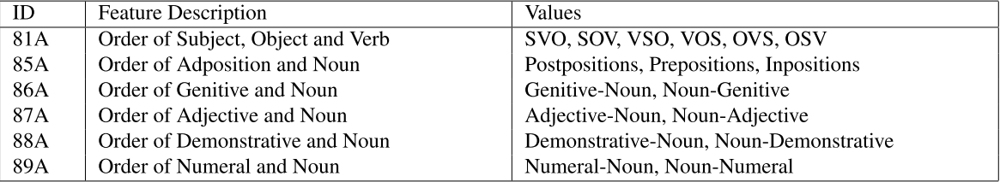 ID Feature Description Values
81A Order of Subject, Object and Verb SVO, SOV, VSO, VOS, OVS, OSV
85A Order of Adposition and Noun Postpositions, Prepositions, Inpositions
86A Order of Genitive and Noun Genitive-Noun, Noun-Genitive
87A Order of Adjective and Noun Adjective-Noun, Noun-Adjective
88A Order of Demonstrative and Noun Demonstrative-Noun, Noun-Demonstrative
89A Order of Numeral and Noun Numeral-Noun, Noun-Numeral